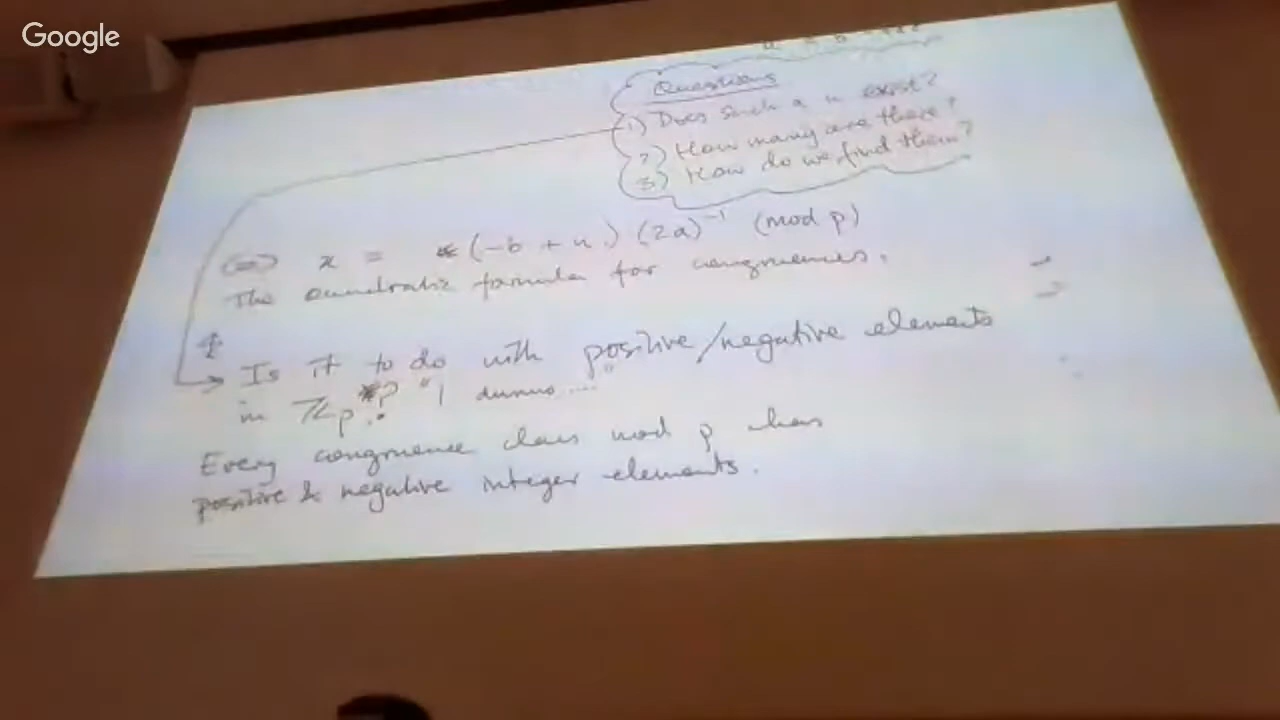 Google
Questions
1) Does such a u exist?
2) How many are there?
3) How do we find them?
(⇔) x = (-b + u) (2a)⁻¹ (mod p)
The quadratic formula for congruences.
Is it to do with positive/negative elements
in ℤp*? "I dunno...."
Every congruence class mod p has
positive & negative integer elements.